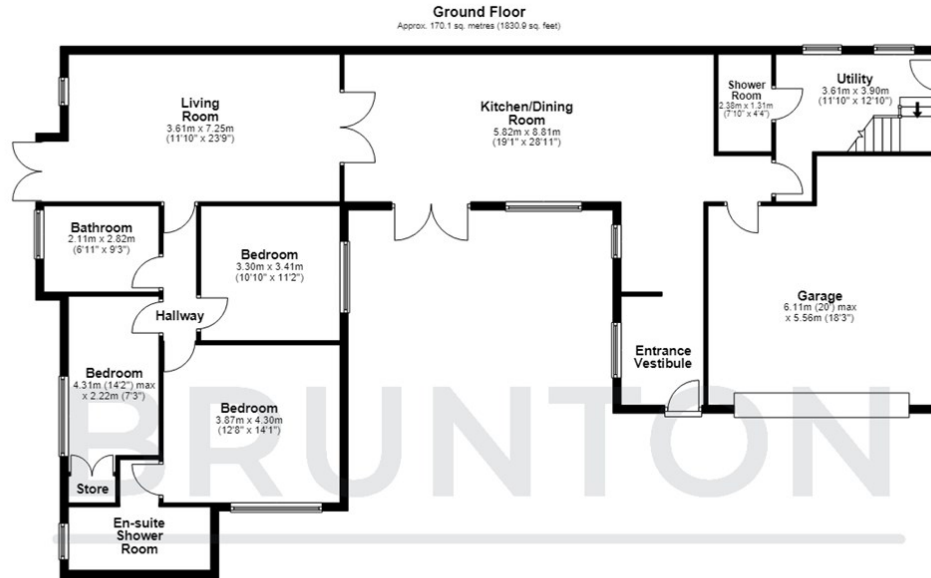 Ground Floor
Approx. 170.1 sq. metres (1830.9 sq. feet)
Living
Room
3.61m x 7.25m
(11'10" x 23'9")
Kitchen/Dining
Room
5.82m x 8.81m
(19'1" x 28'11")
Shower
Room
2.38m x 1.31m
(7'10" x 4'4")
Utility
3.61m x 3.90m
(11'10" x 12'10")
Bathroom
2.11m x 2.82m
(6'11" x 9'3")
Bedroom
3.30m x 3.41m
(10'10" x 11'2")
Hallway
Garage
6.11m (20') max
x 5.56m (18'3")
Entrance
Vestibule
Bedroom
4.31m (14'2") max
x 2.22m (7'3")
Bedroom
3.87m x 4.30m
(12'8" x 14'1")
BRUNTON
Store
En-suite
Shower
Room